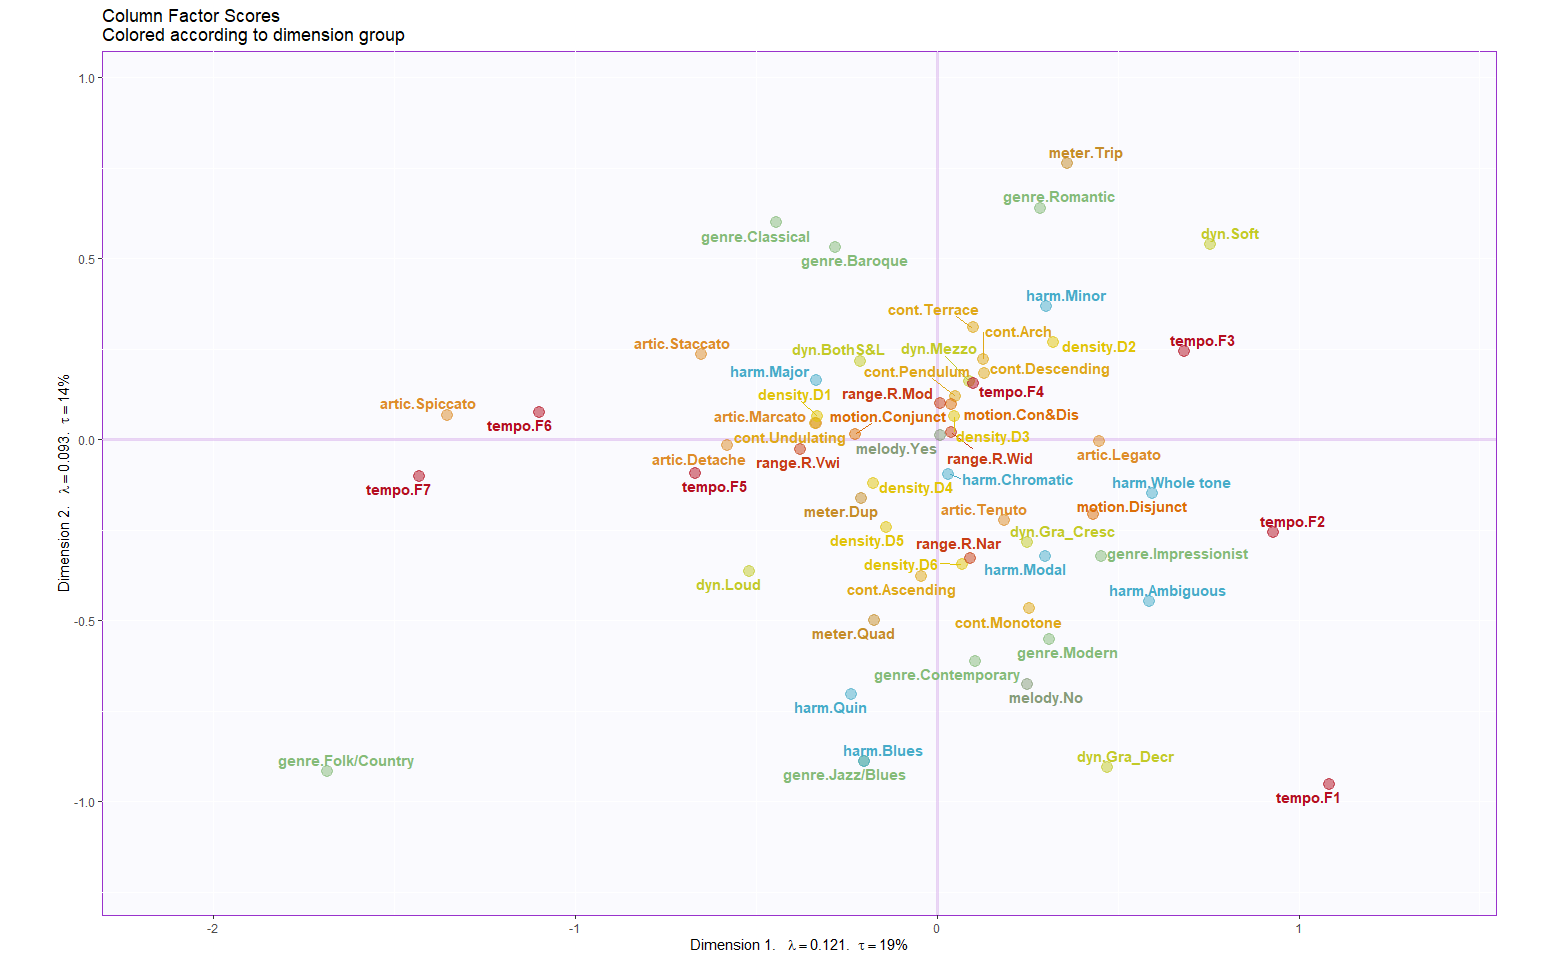 Column Factor Scores
Colored according to dimension group
1.0
meter.Trip
genre.Romantic
dyn.Soft
genre.Classical
0.5
genre.Baroque
harm.Minor
cont.Terrace
cont.Arch
tempo.F3
artic.Staccato
density.D2
dyn.BothS&L
dyn.Mezzo
harm.Major
cont.Pendulum
cont.Descending
density.D1
range.R.Mod
tempo.F4
artic.Spiccato
artic.Marcato
motion.Conjunct
motion.Con&Dis
tempo.F6
0.0
cont.Undulating
density.D3
melody.Yes
artic.Legato
artic.Detache
range.R.Vwi
range.R.Wid
harm.Chromatic
harm.Whole tone
tempo.F7
tempo.F5
density.D4
meter.Dup
artic.Tenuto
motion.Disjunct
tempo.F2
dyn.Gra_Cresc
density.D5
range.R.Nar
genre.Impressionist
density.D6
harm.Modal
dyn.Loud
cont.Ascending
harm.Ambiguous
-0.5
cont.Monotone
meter.Quad
genre.Modern
genre.Contemporary
melody.No
harm.Quin
harm.Blues
dyn.Gra_Decr
genre.Folk/Country
genre.Jazz/Blues
-1.0
tempo.F1
Dimension 2. λ = 0.093. τ = 14%
-2
-1
0
1
Dimension 1. λ = 0.121. τ = 19%